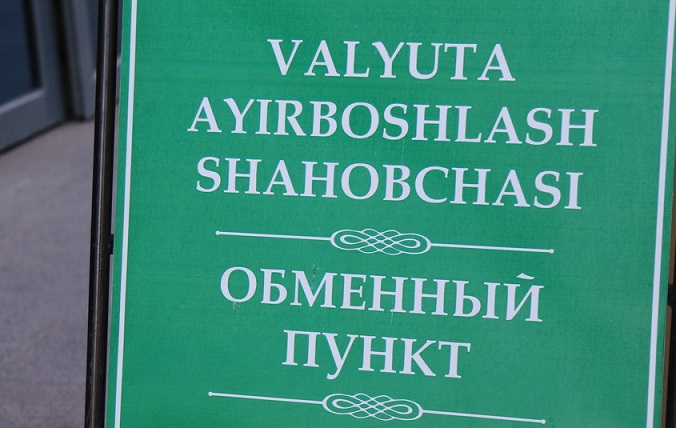 VALYUTA
AYIRBOSHLASH
SHAHOBCHASI
ОБМЕННЫЙ
ПУНКТ